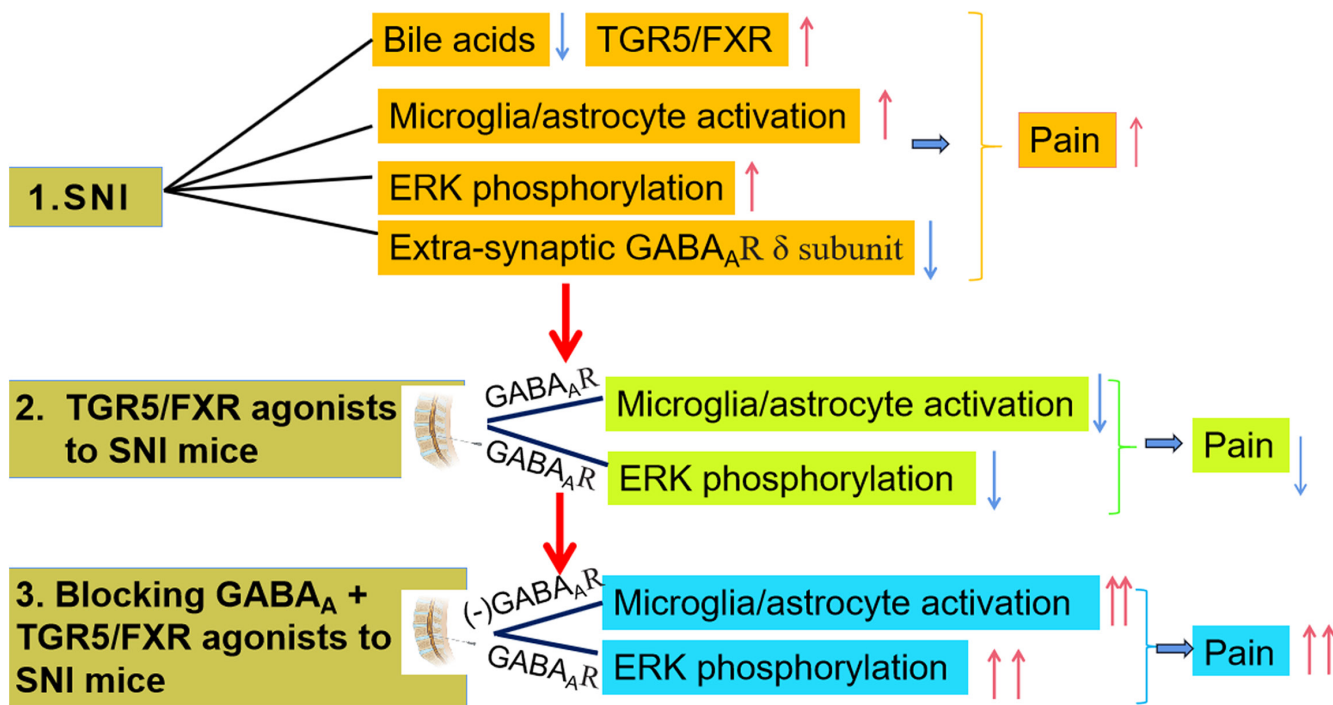 Bile acids TGR5/FXR
Microglia/astrocyte activation
Pain
1.SNI
ERK phosphorylation
Extra-synaptic GABAAR δ subunit
GABAAR
2. TGR5/FXR agonists
to SNI mice
Microglia/astrocyte activation
Pain
GABAAR
ERK phosphorylation
3. Blocking GABAA +
TGR5/FXR agonists to
SNI mice
(-)GABAAR
Microglia/astrocyte activation
Pain
GABAAR
ERK phosphorylation